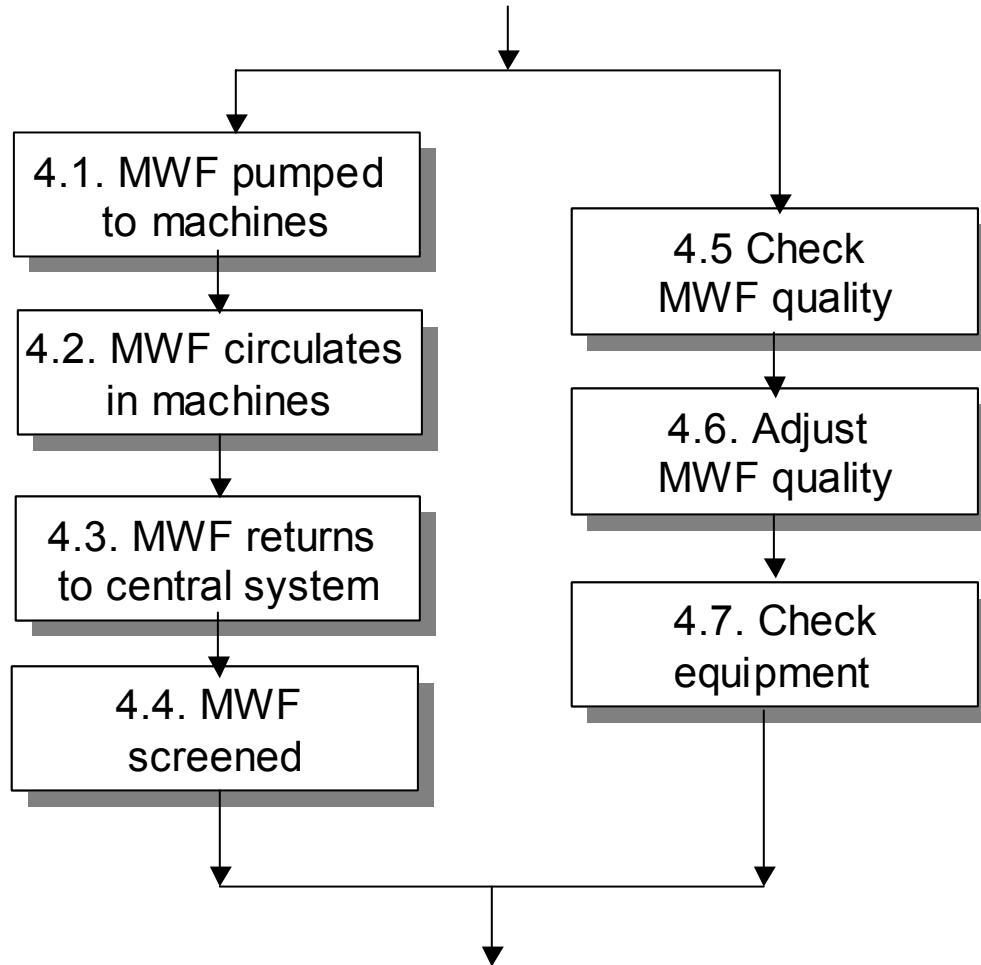 4.1. MWF pumped
to machines
4.2. MWF circulates
in machines
4.3. MWF returns
to central system
4.4. MWF
screened
4.5 Check
MWF quality
4.6. Adjust
MWF quality
4.7. Check
equipment